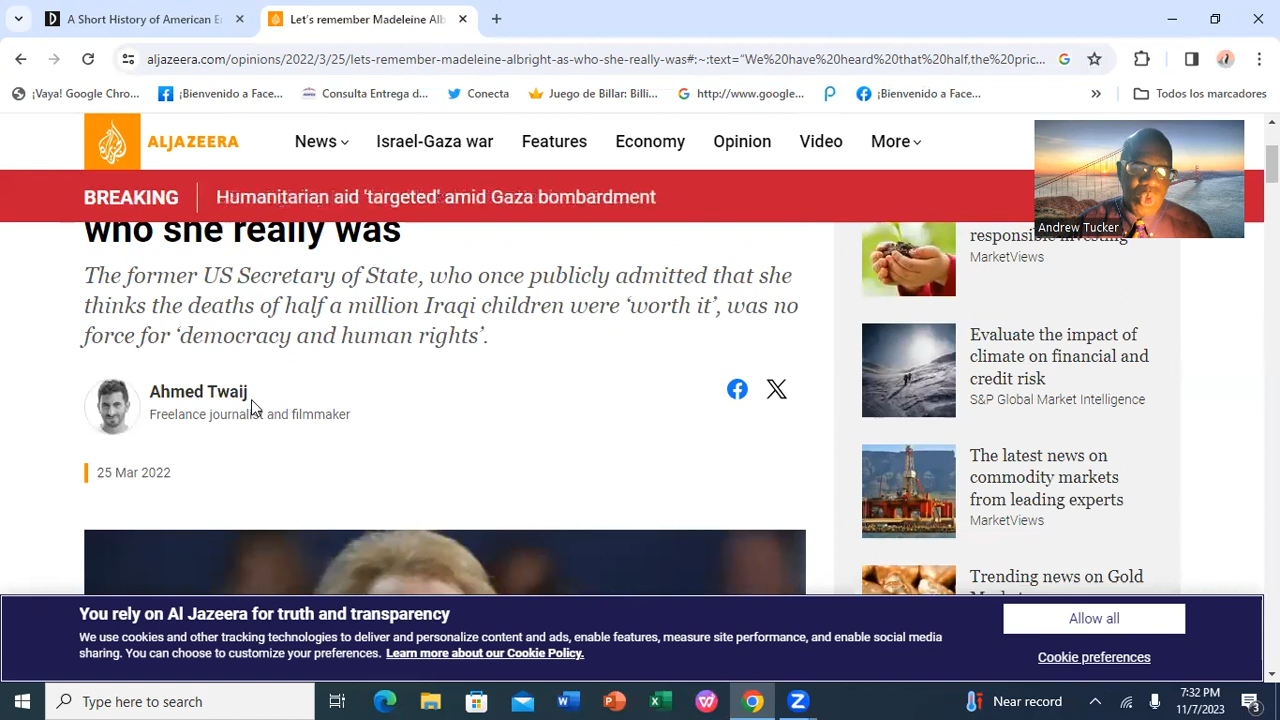 A Short History of American E
Let's remember Madeleine Alb
aljazeera.com/opinions/2022/3/25/lets-remember-madeleine-albright-as-who-she-really-was#:~:text="We%20have%20heard%20that%20half,the%20pric...
¡Vaya! Google Chro...
¡Bienvenido a Face...
Consulta Entrega d...
Conecta
Juego de Billar: Billi...
http://www.google...
¡Bienvenido a Face...
»
Todos los marcadores
ALJAZEERA
News
Israel-Gaza war
Features
Economy
Opinion
Video
More
BREAKING
Humanitarian aid 'targeted' amid Gaza bombardment
Andrew Tucker
who she really was
The former US Secretary of State, who once publicly admitted that she
thinks the deaths of half a million Iraqi children were ‘worth it’, was no
force for ‘democracy and human rights’.
Ahmed Twaij
Freelance journalist and filmmaker
25 Mar 2022
responsible investing
MarketViews
Evaluate the impact of
climate on financial and
credit risk
S&P Global Market Intelligence
The latest news on
commodity markets
from leading experts
MarketViews
Trending news on Gold
You rely on Al Jazeera for truth and transparency
We use cookies and other tracking technologies to deliver and personalize content and ads, enable features, measure site performance, and enable social media
sharing. You can choose to customize your preferences. Learn more about our Cookie Policy.
Allow all
Cookie preferences
Type here to search
Near record
7:32 PM
11/7/2023
3